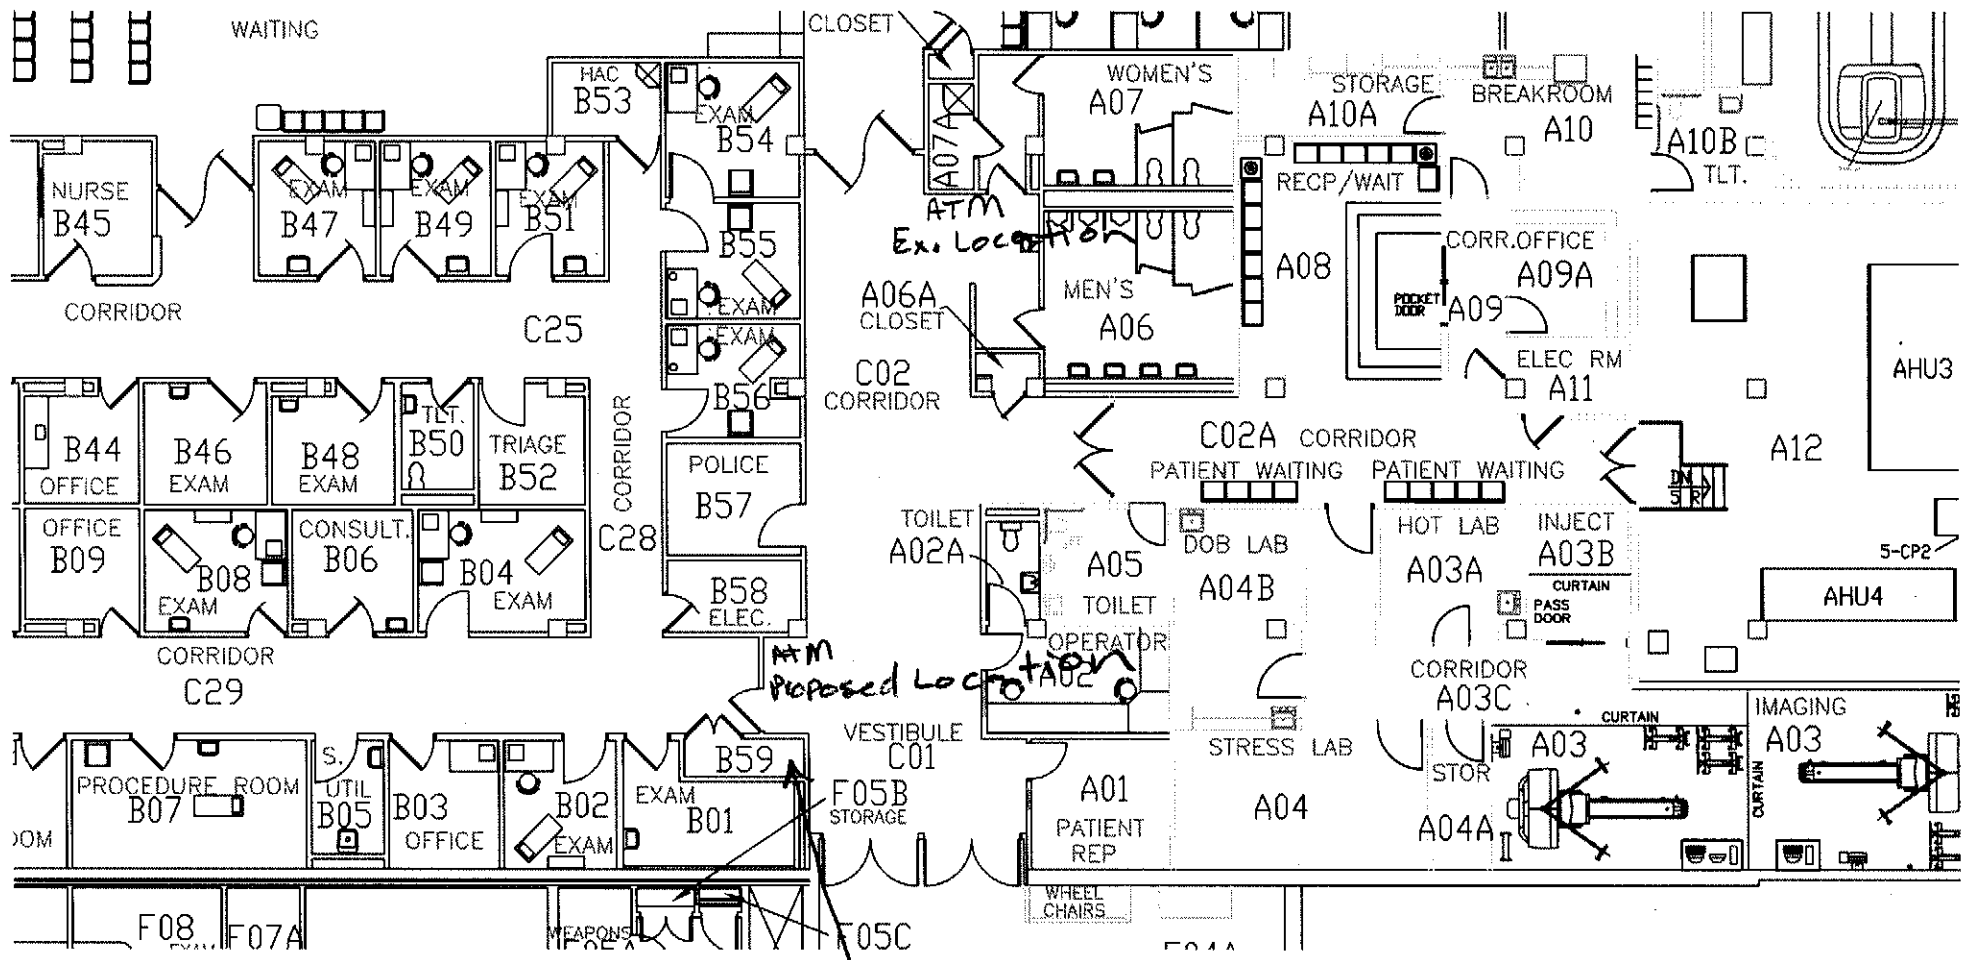 WAITING
CLOSET
HAC
B53
EXAM
B54
WOMEN'S
A07
A07A
STORAGE
A10A
BREAKROOM
A10
A10B
TLT.
NURSE
B45
EXAM
B47
EXAM
B49
EXAM
B51
RECP/WAIT
ATM
Ex. Location
B55
EXAM
CORR.OFFICE
A09A
A08
POCKET
DOOR
A09
CORRIDOR
C25
A06A
CLOSET
MEN'S
A06
EXAM
B56
C02
CORRIDOR
ELEC RM
A11
AHU3
B44
OFFICE
B46
EXAM
B48
EXAM
TLT.
B50
TRIAGE
B52
CORRIDOR
C28
POLICE
B57
C02A CORRIDOR
PATIENT WAITING
PATIENT WAITING
DN
5 R
A12
OFFICE
B09
B08
EXAM
CONSULT.
B06
B04
EXAM
TOILET
A02A
A05
TOILET
DOB LAB
A04B
HOT LAB
A03A
INJECT
A03B
CURTAIN
PASS
DOOR
5-CP2
AHU4
B58
ELEC.
CORRIDOR
C29
ATM
Proposed Location
OPERATOR
A02
CORRIDOR
A03C
VESTIBULE
C01
STRESS LAB
A04
CURTAIN
A03
IMAGING
A03
CURTAIN
STOR
A04A
PROCEDURE ROOM
B07
S.
UTIL
B05
B03
OFFICE
B02
EXAM
EXAM
B01
B59
F05B
STORAGE
A01
PATIENT
REP
OOM
F08
F07A
WEAPONS
F05C
WHEEL
CHAIRS